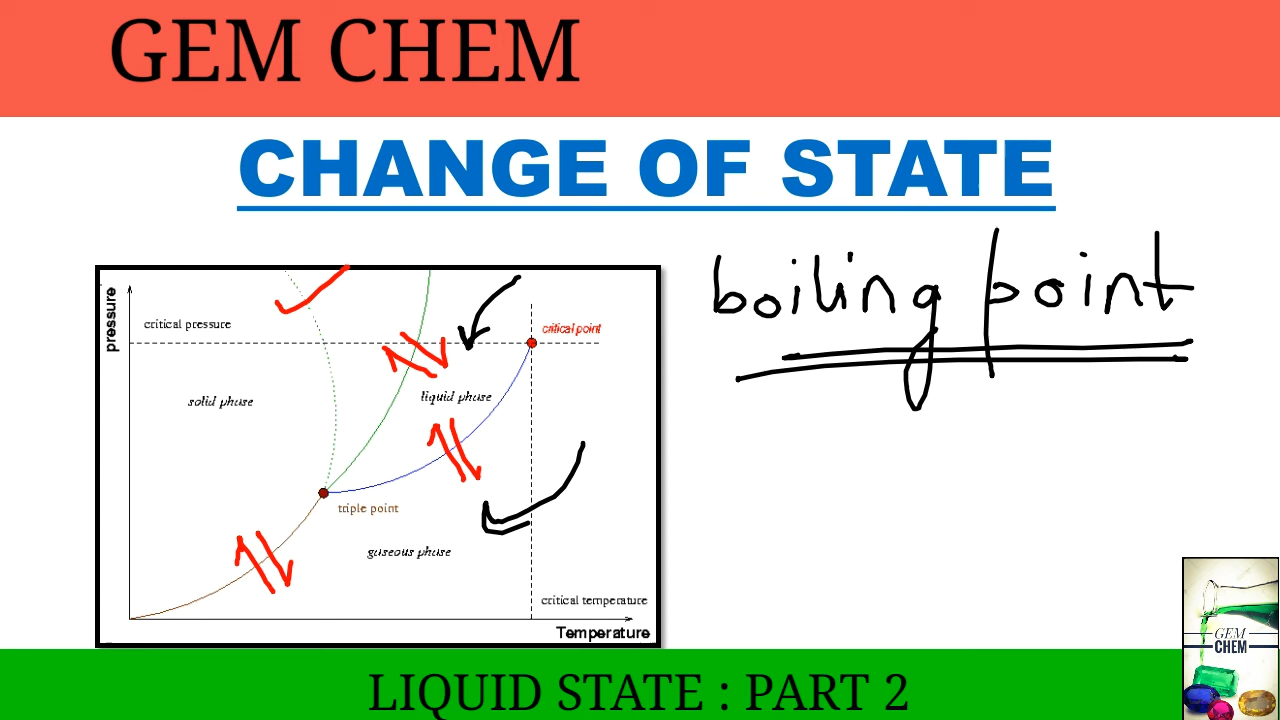 GEM CHEM
CHANGE OF STATE
boiling point
pressure
critical pressure
critical point
solid phase
liquid phase
triple point
gaseous phase
critical temperature
Temperature
GEM
CHEM
LIQUID STATE : PART 2